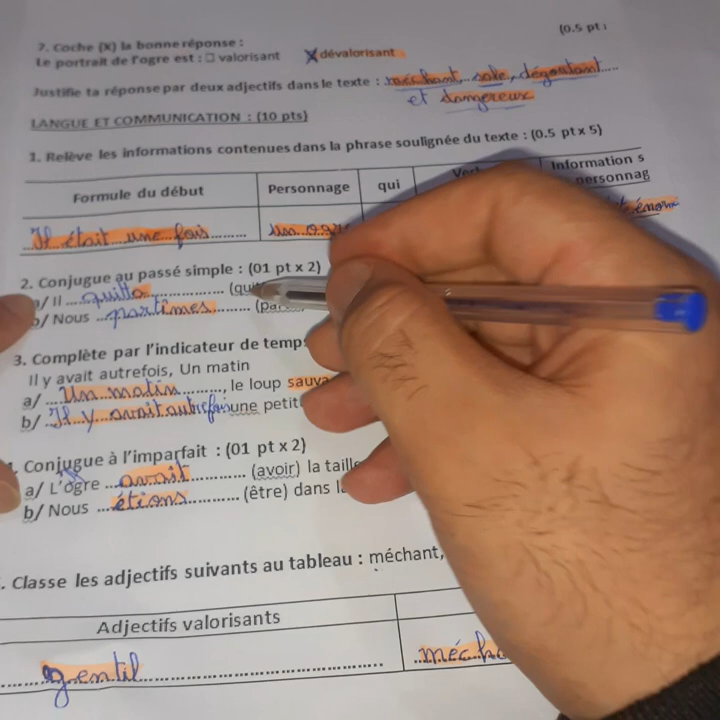 (0.5 pt)
7. Coche (X) la bonne réponse :
Le portrait de l'ogre est : □ valorisant X dévalorisant
Justifie ta réponse par deux adjectifs dans le texte : méchant, sale, dégoutant
et dangereux
LANGUE ET COMMUNICATION : (10 pts)
1. Relève les informations contenues dans la phrase soulignée du texte : (0.5 pt x 5)
Formule du début Personnage qui Information s
personnag
Il était une fois un
2. Conjugue au passé simple : (01 pt x 2)
a/ Il quitta (qui
b/ Nous partîmes (par
3. Complète par l'indicateur de temp
Il y avait autrefois, Un matin
a/ Un matin, le loup sauva
b/ Il y avait autrefois une petit
Conjugue à l'imparfait : (01 pt x 2)
a/ L'ogre avait (avoir) la taille
b/ Nous étions (être) dans l
. Classe les adjectifs suivants au tableau : méchant,
Adjectifs valorisants
gentil mécha